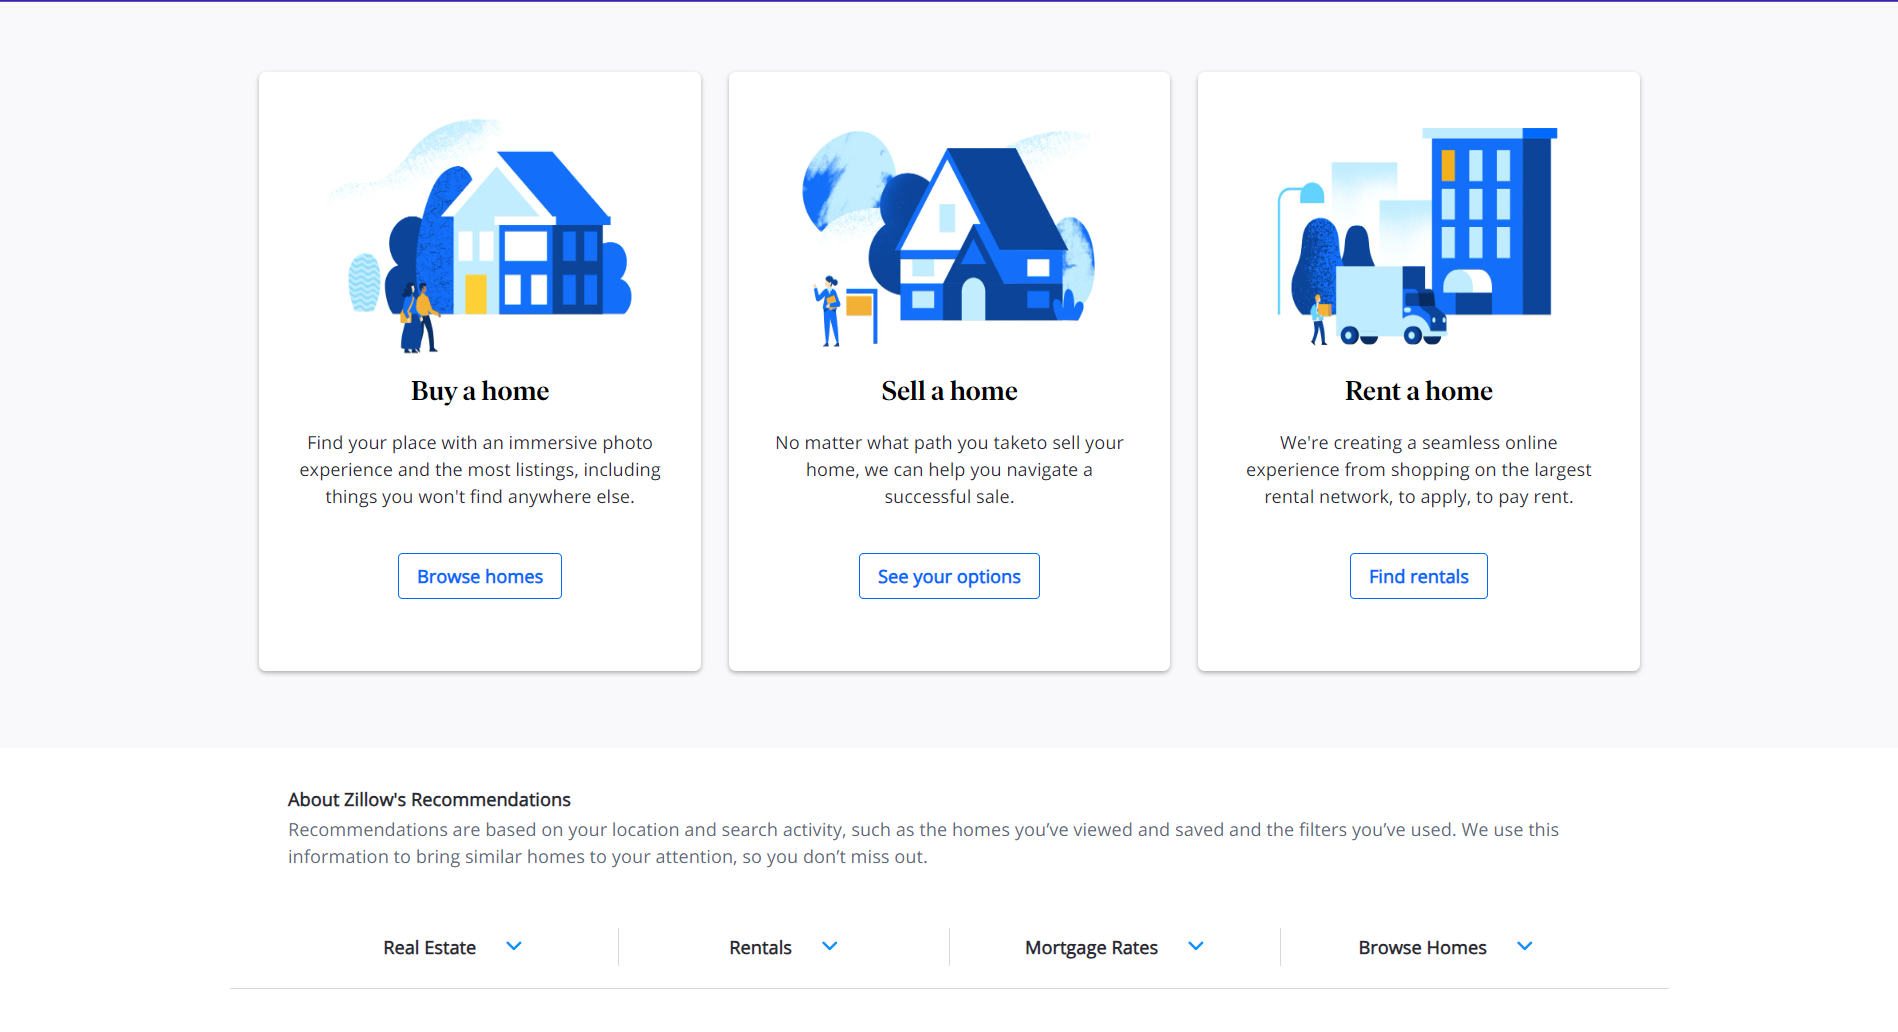 Buy a home
Find your place with an immersive photo
experience and the most listings, including
things you won't find anywhere else.
Browse homes
Sell a home
No matter what path you taketo sell your
home, we can help you navigate a
successful sale.
See your options
Rent a home
We're creating a seamless online
experience from shopping on the largest
rental network, to apply, to pay rent.
Find rentals
About Zillow's Recommendations
Recommendations are based on your location and search activity, such as the homes you’ve viewed and saved and the filters you’ve used. We use this
information to bring similar homes to your attention, so you don’t miss out.
Real Estate
Rentals
Mortgage Rates
Browse Homes